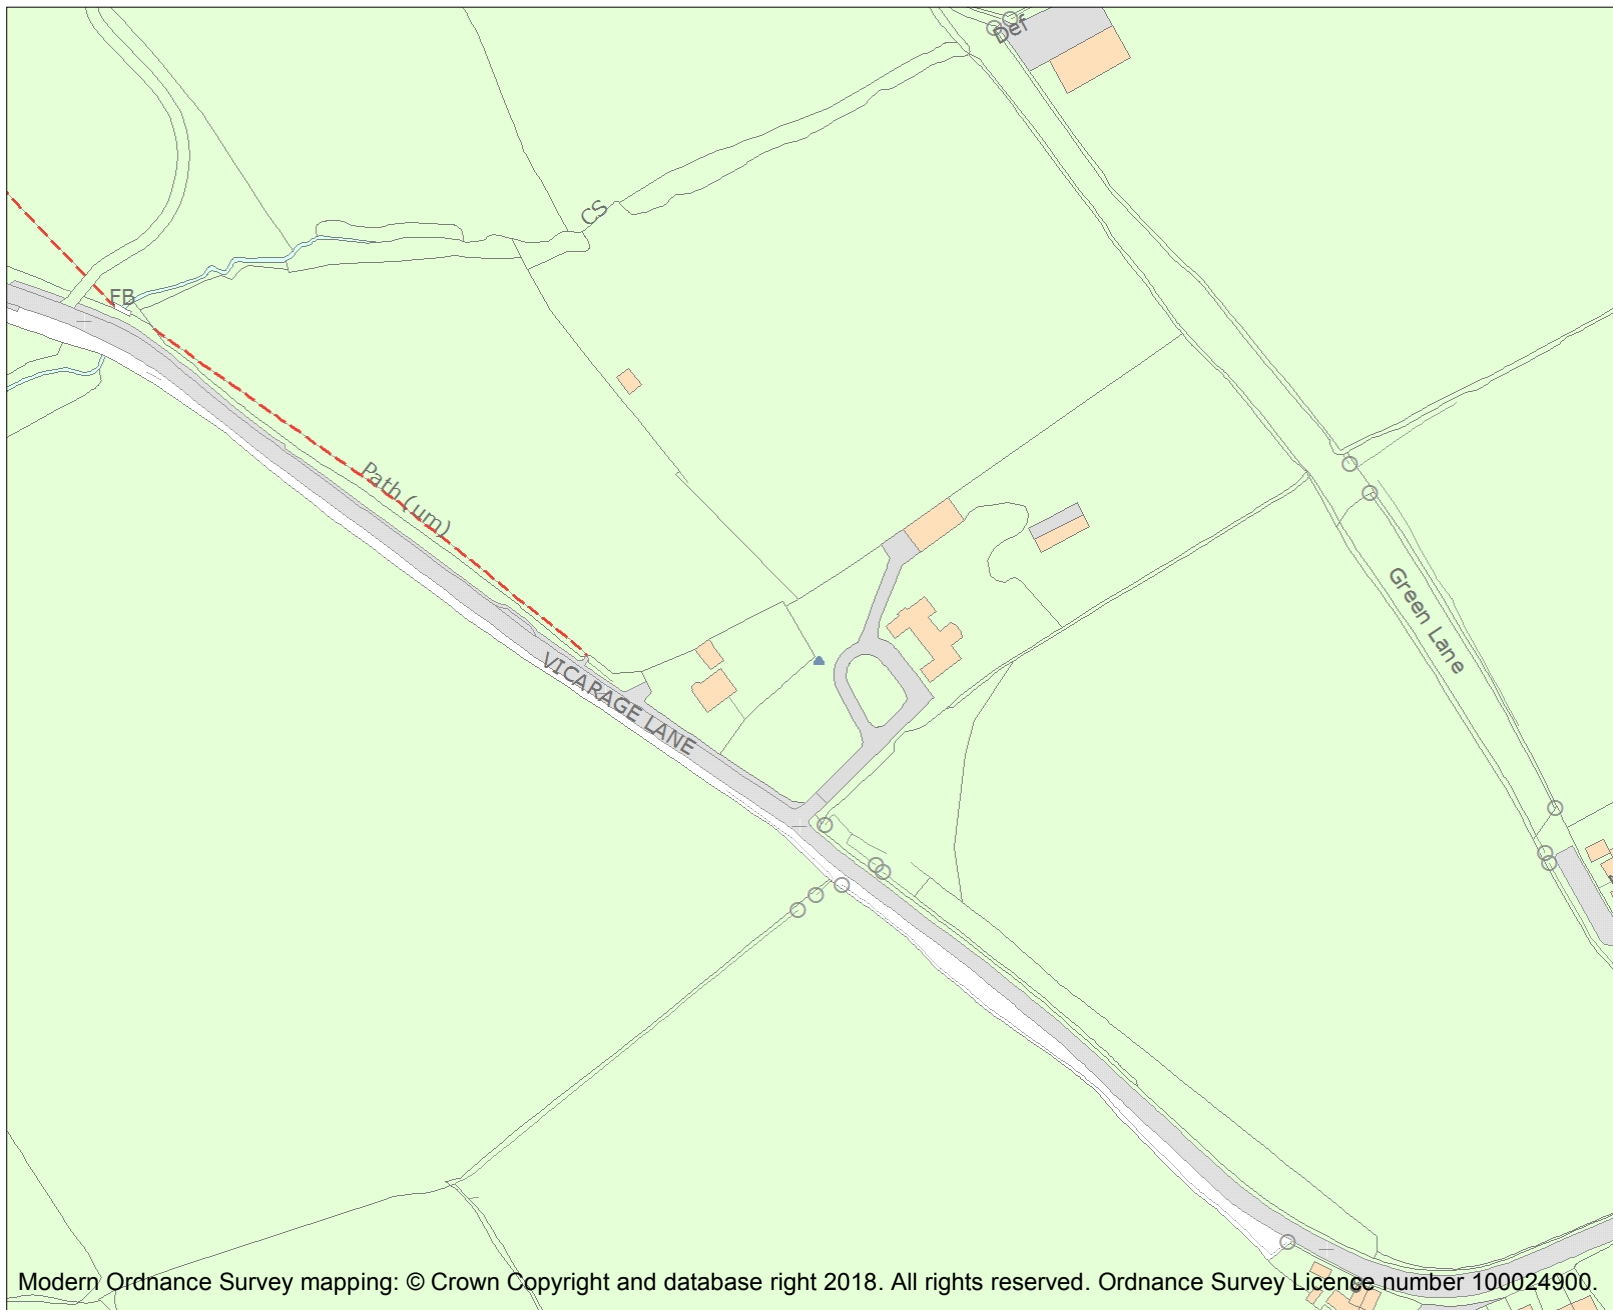 Def
CS
FB
Path (um)
Green Lane
VICARAGE LANE
Modern Ordnance Survey mapping: © Crown Copyright and database right 2018. All rights reserved. Ordnance Survey Licence number 100024900.